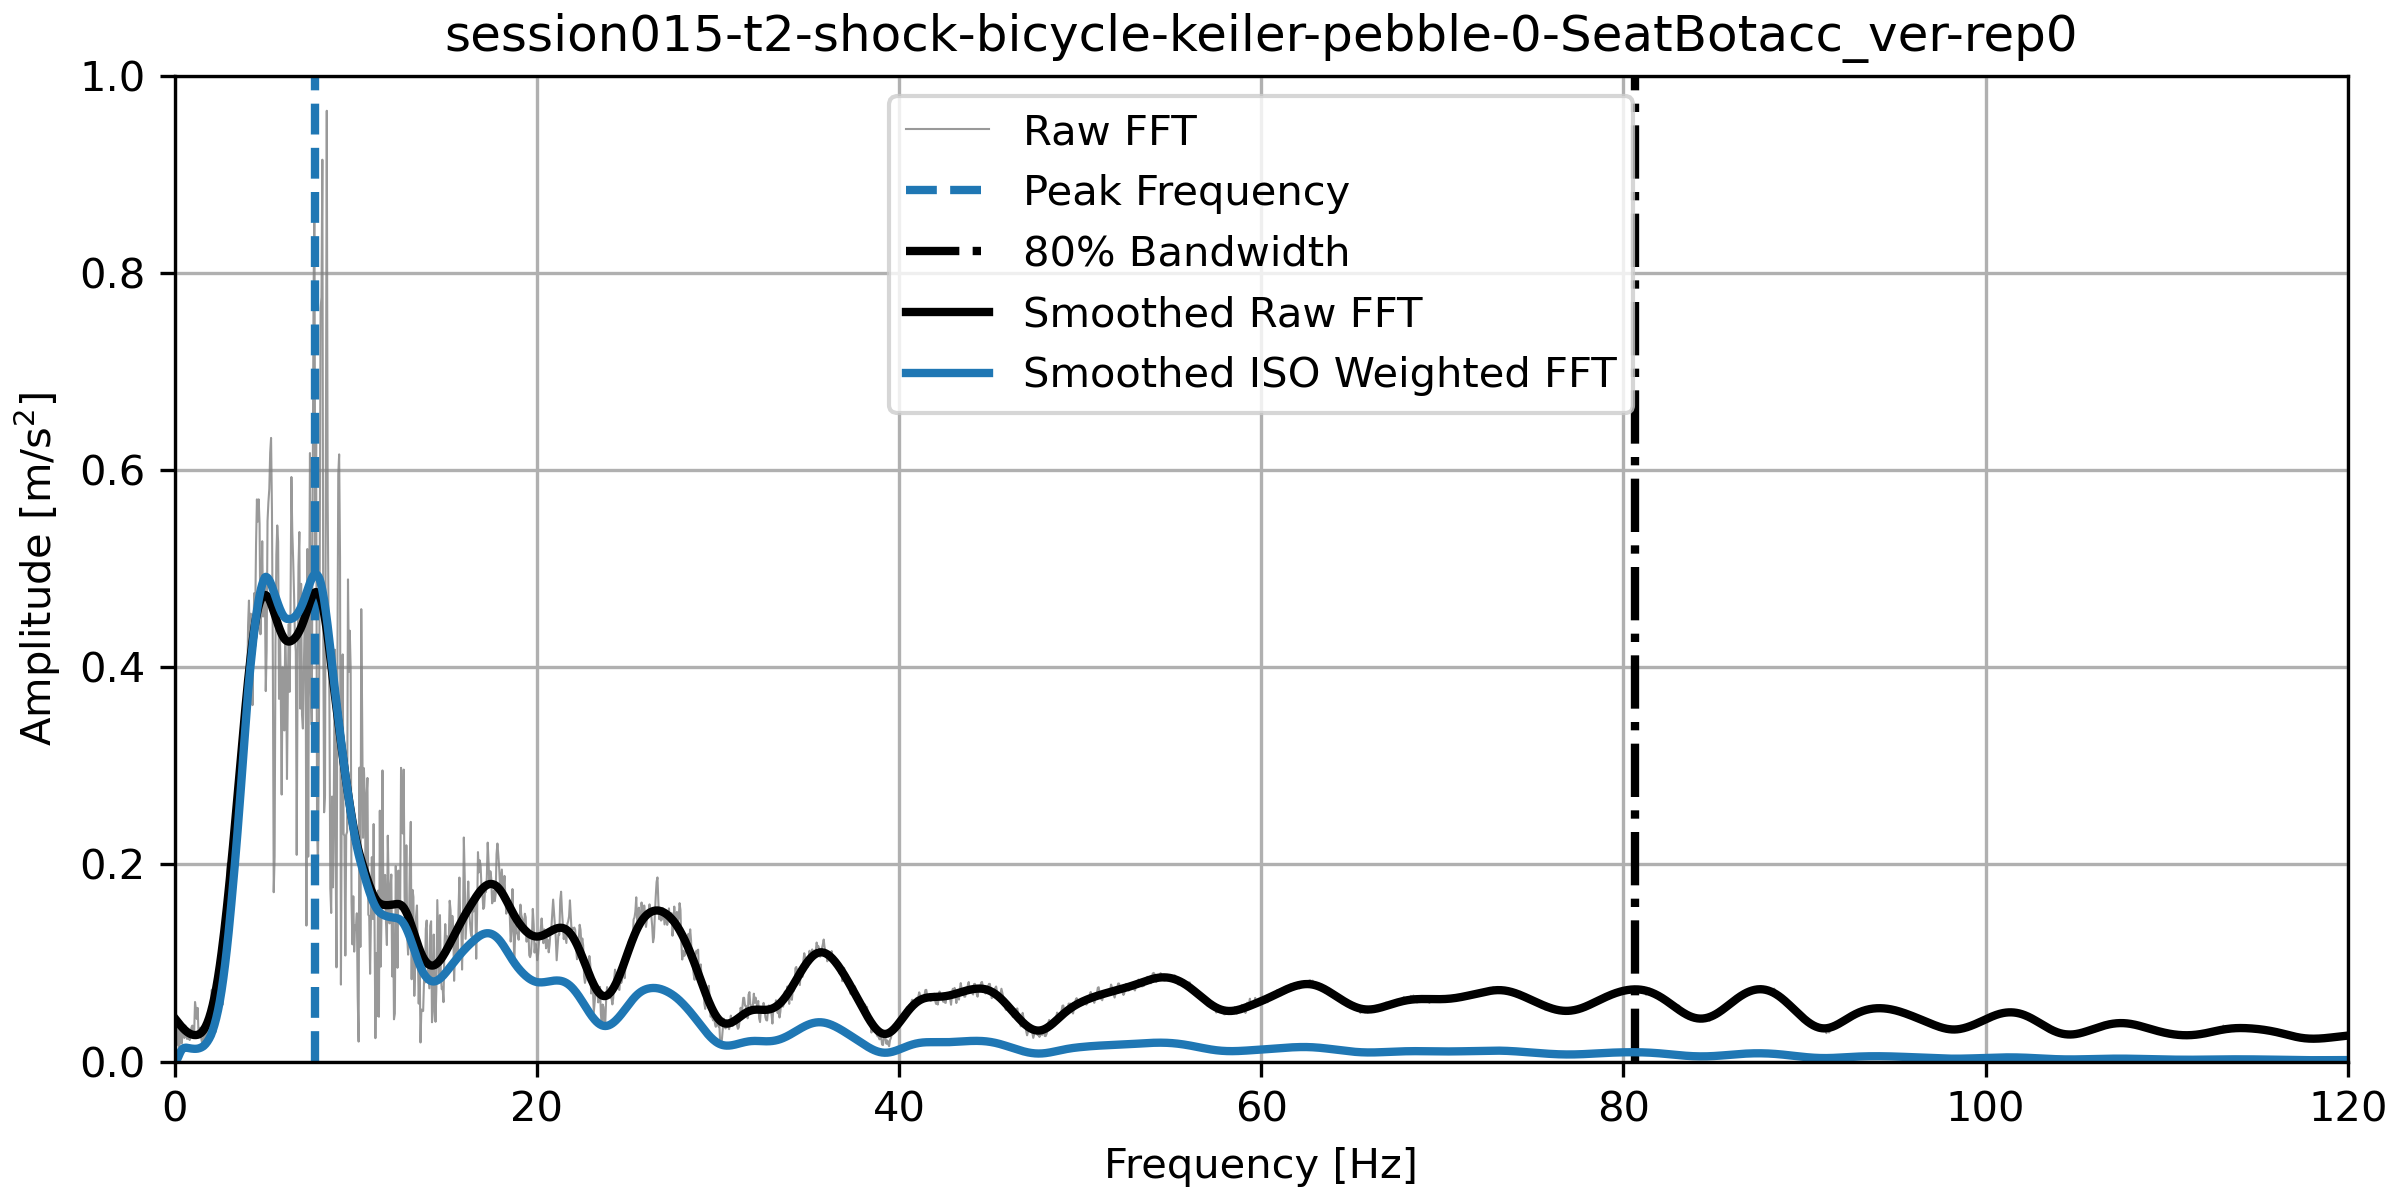 session015-t2-shock-bicycle-keiler-pebble-0-SeatBotacc_ver-rep0
1.0
0.8
0.6
0.4
0.2
0.0
Amplitude [m/s²]
Raw FFT
Peak Frequency
80% Bandwidth
Smoothed Raw FFT
Smoothed ISO Weighted FFT
0 20 40 60 80 100 120
Frequency [Hz]